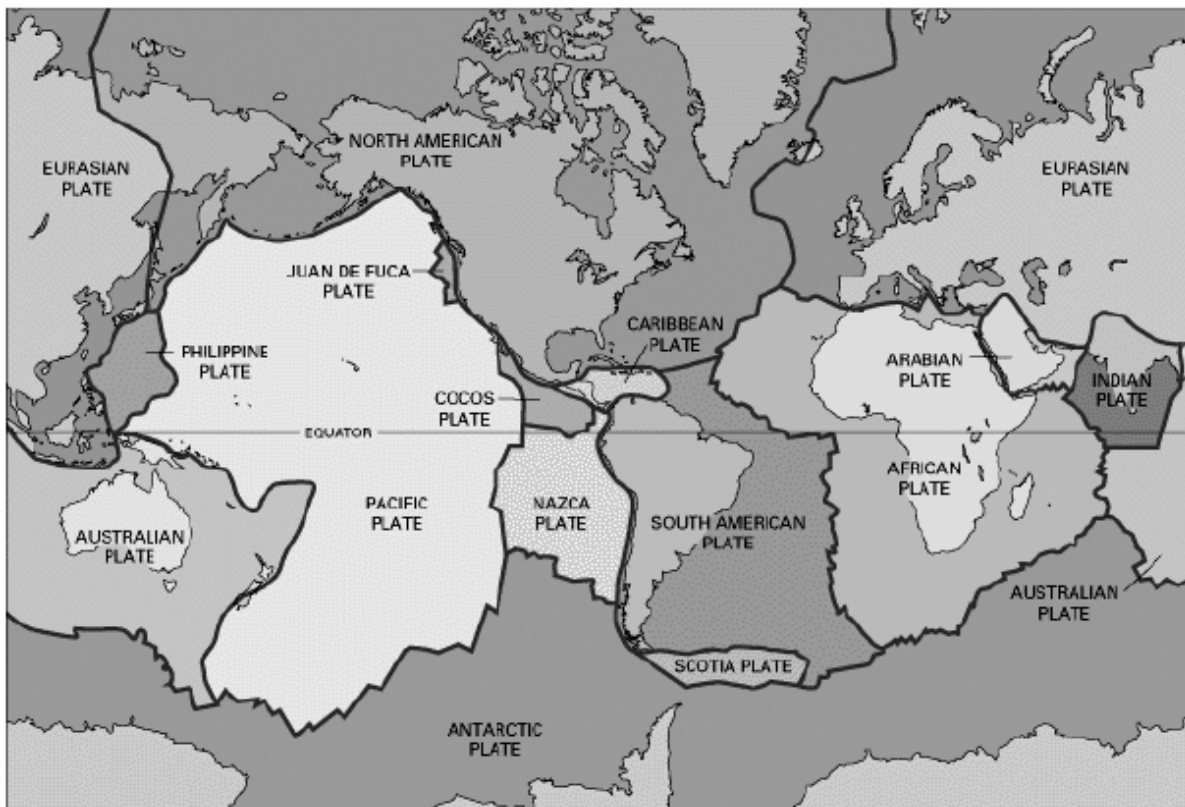 NORTH AMERICAN
PLATE
EURASIAN
PLATE
EURASIAN
PLATE
JUAN DE FUCA
PLATE
CARIBBEAN
PLATE
PHILIPPINE
PLATE
ARABIAN
PLATE
INDIAN
PLATE
COCOS
PLATE
EQUATOR
AFRICAN
PLATE
PACIFIC
PLATE
NAZCA
PLATE
SOUTH AMERICAN
PLATE
AUSTRALIAN
PLATE
AUSTRALIAN
PLATE
SCOTIA PLATE
ANTARCTIC
PLATE